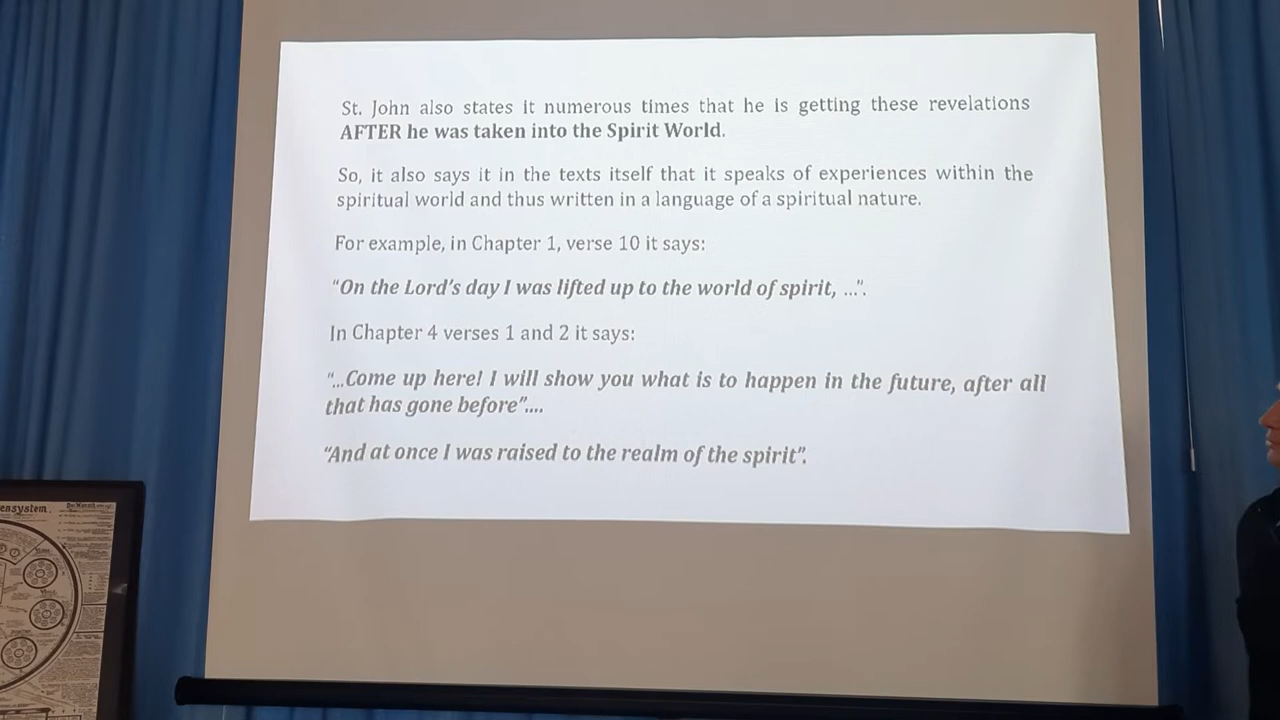 St. John also states it numerous times that he is getting these revelations
AFTER he was taken into the Spirit World.
So, it also says it in the texts itself that it speaks of experiences within the
spiritual world and thus written in a language of a spiritual nature.
For example, in Chapter 1, verse 10 it says:
“On the Lord’s day I was lifted up to the world of spirit, ...”.
In Chapter 4 verses 1 and 2 it says:
“...Come up here! I will show you what is to happen in the future, after all
that has gone before”....
“And at once I was raised to the realm of the spirit”.
ensystem.